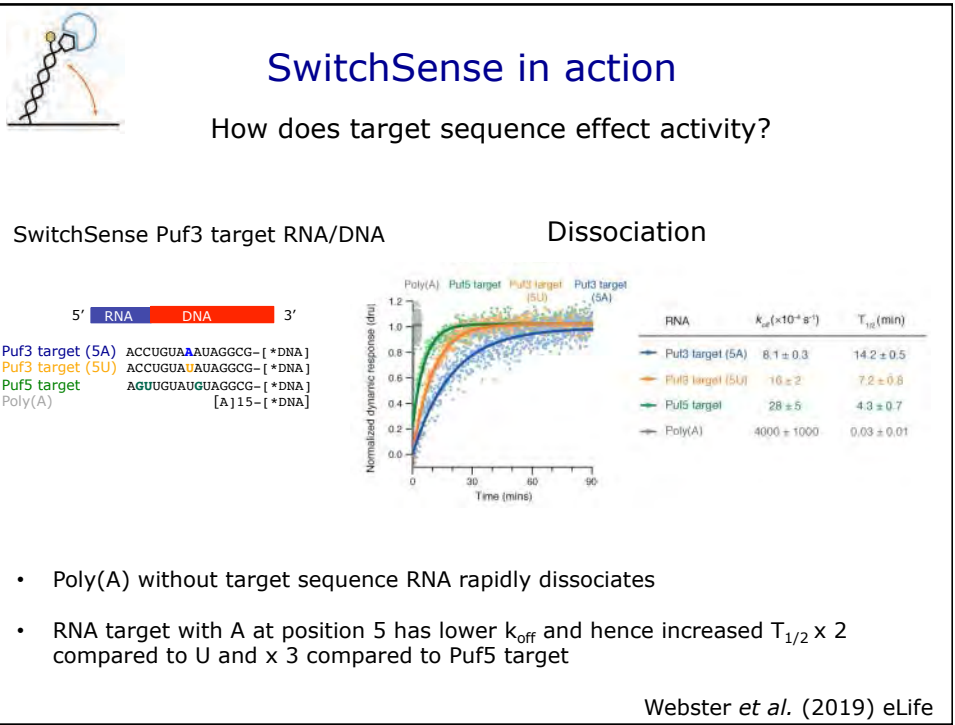 SwitchSense in action
How does target sequence effect activity?
SwitchSense Puf3 target RNA/DNA
5′ RNA DNA 3′
Puf3 target (5A) ACCUGUAAAUAGGCG-[*DNA]
Puf3 target (5U) ACCUGUAUAUAGGCG-[*DNA]
Puf5 target AGUUGUAUGUAGGCG-[*DNA]
Poly(A) [A]15-[*DNA]
Dissociation
Poly(A) Puf5 target Puf3 target (5U) Puf3 target (5A)
Normalized dynamic response (dru)
1.2
1.0
0.8
0.6
0.4
0.2
0.0
0 30 60 90
Time (mins)
RNA koff(×10⁻⁴ s⁻¹) T1/2(min)
Puf3 target (5A) 8.1 ± 0.3 14.2 ± 0.5
Puf3 target (5U) 16 ± 2 7.2 ± 0.8
Puf5 target 28 ± 5 4.3 ± 0.7
Poly(A) 4000 ± 1000 0.03 ± 0.01
• Poly(A) without target sequence RNA rapidly dissociates
• RNA target with A at position 5 has lower koff and hence increased T1/2 x 2
compared to U and x 3 compared to Puf5 target
Webster et al. (2019) eLife